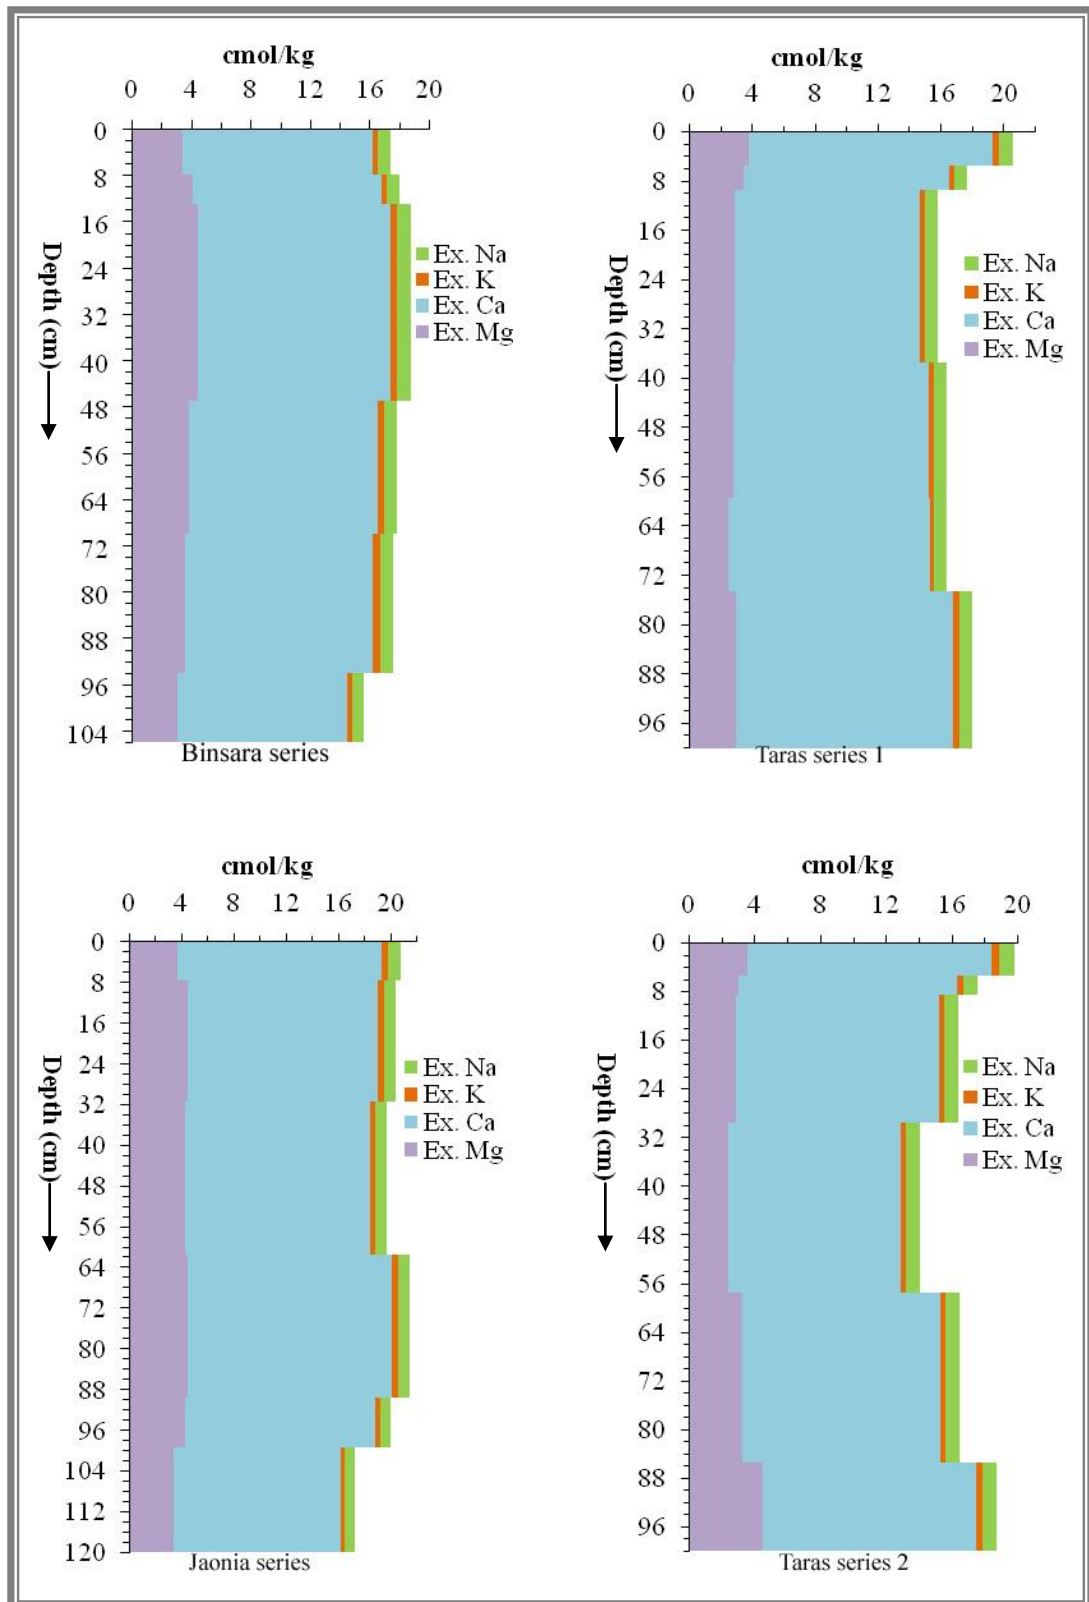 cmol/kg
0 4 8 12 16 20
0
8
16
24
32
40
48
56
64
72
80
88
96
104
Depth (cm)
Ex. Na
Ex. K
Ex. Ca
Ex. Mg
Binsara series
cmol/kg
0 4 8 12 16 20
0
8
16
24
32
40
48
56
64
72
80
88
96
Depth (cm)
Ex. Na
Ex. K
Ex. Ca
Ex. Mg
Taras series 1
cmol/kg
0 4 8 12 16 20
0
8
16
24
32
40
48
56
64
72
80
88
96
104
112
120
Depth (cm)
Ex. Na
Ex. K
Ex. Ca
Ex. Mg
Jaonia series
cmol/kg
0 4 8 12 16 20
0
8
16
24
32
40
48
56
64
72
80
88
96
Depth (cm)
Ex. Na
Ex. K
Ex. Ca
Ex. Mg
Taras series 2